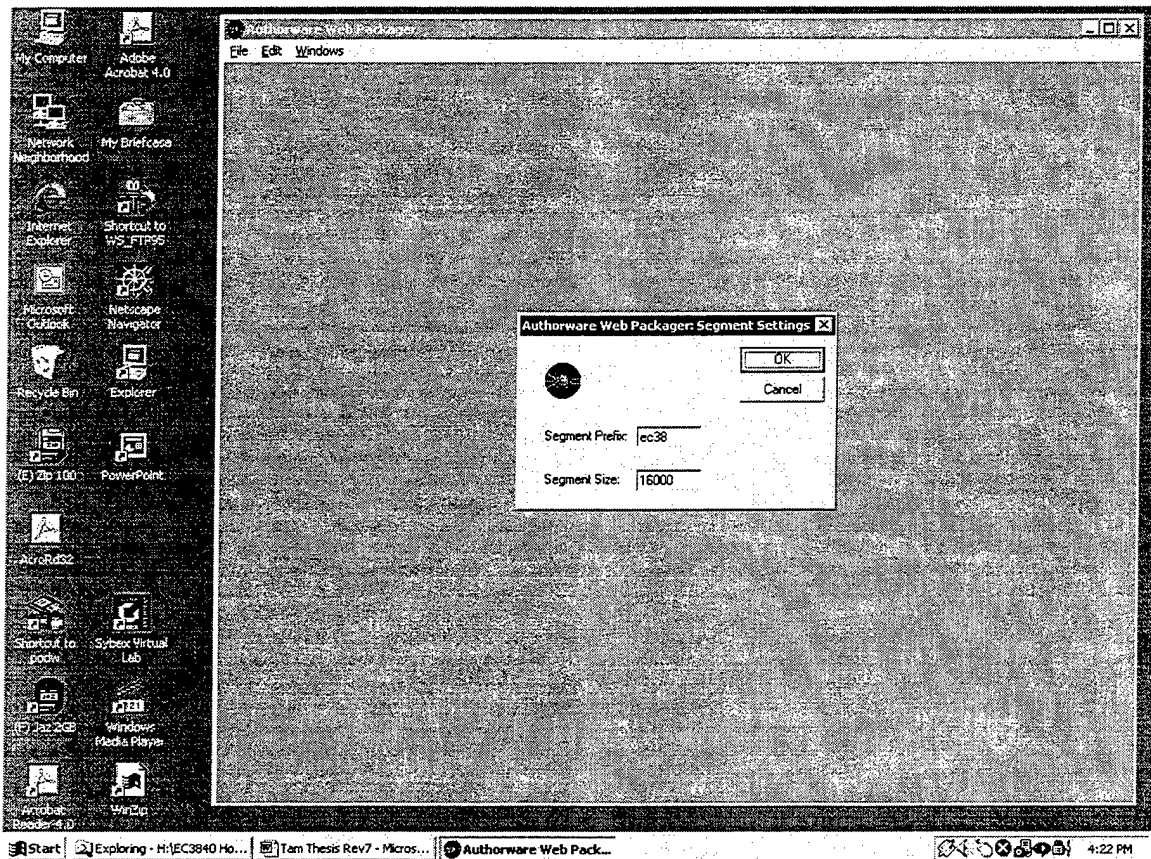 My Computer
Adobe Acrobat 4.0
Network Neighborhood
My Briefcase
Internet Explorer
Shortcut to WS_FTP95
Microsoft Outlook
Netscape Navigator
Recycle Bin
Explorer
(E) Zip 100
PowerPoint
AcroRd32
Shortcut to
Sybex Virtual Lab
(F) Jaz 2GB
Windows Media Player
Acrobat Reader 4.0
WinZip
Authorware Web Packager
File Edit Windows
Authorware Web Packager: Segment Settings
OK
Cancel
Segment Prefix: ec38
Segment Size: 16000
Start
Exploring - H:\EC3840 Ho...
Tam Thesis Rev7 - Micros...
Authorware Web Pack...
4:22 PM